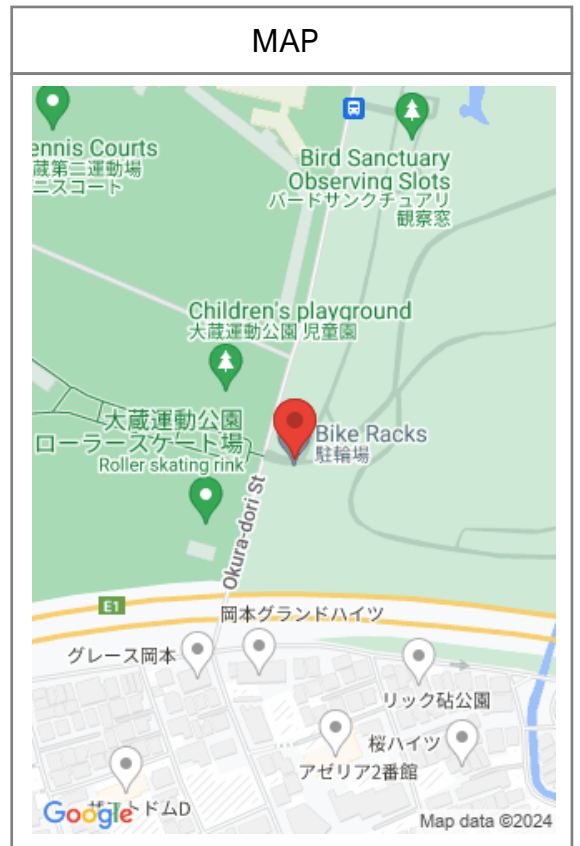 MAP
ennis Courts
蔵第二運動場
ニスコート
Bird Sanctuary
Observing Slots
バードサンクチュアリ
観察窓
Children's playground
大蔵運動公園 児童園
大蔵運動公園
ローラースケート場
Roller skating rink
Bike Racks
駐輪場
Okura-dori St
E1
岡本グランドハイツ
グレース岡本
リック砧公園
桜ハイツ
アゼリア2番館
トドムD
Google
Map data ©2024